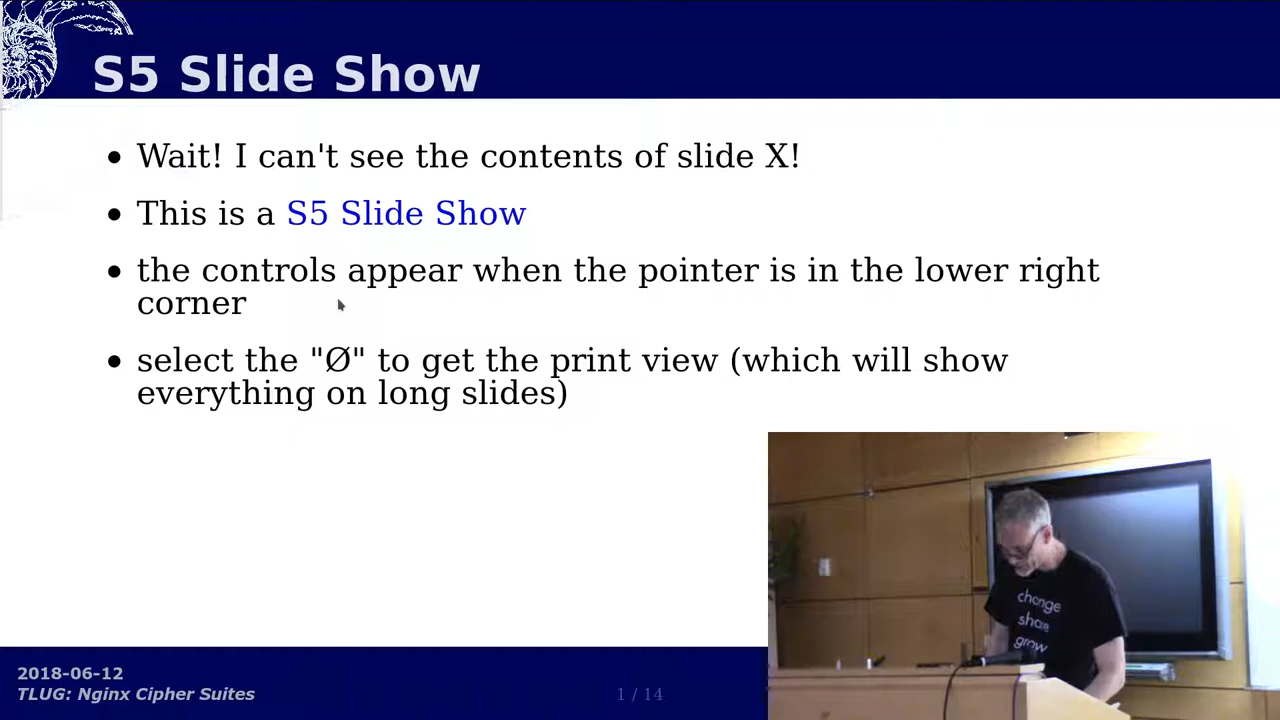 S5 Slide Show
Wait! I can't see the contents of slide X!
This is a S5 Slide Show
the controls appear when the pointer is in the lower right
corner
select the "Ø" to get the print view (which will show
everything on long slides)
change
share
grow
2018-06-12
TLUG: Nginx Cipher Suites
1 / 14